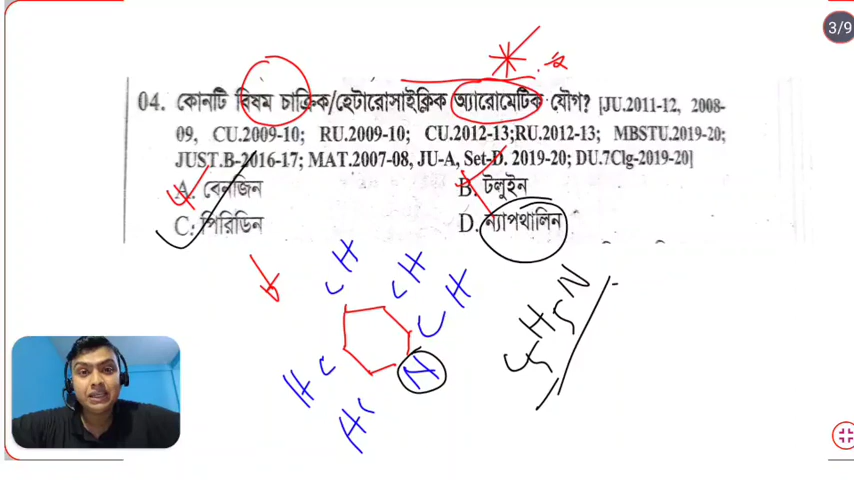 3/9
04. কোনটি বিষম চাক্রিক/হেটারোসাইক্লিক অ্যারোমেটিক যৌগ? [JU.2011-12, 2008-
09, CU.2009-10; RU.2009-10; CU.2012-13;RU.2012-13; MBSTU.2019-20;
JUST.B-2016-17; MAT.2007-08, JU-A, Set-D. 2019-20; DU.7Clg-2019-20]
A. বেনজিন B. টলুইন
C. পিরিডিন D. ন্যাপথালিন
CH CH
CH
HC N
HC
C5H5N